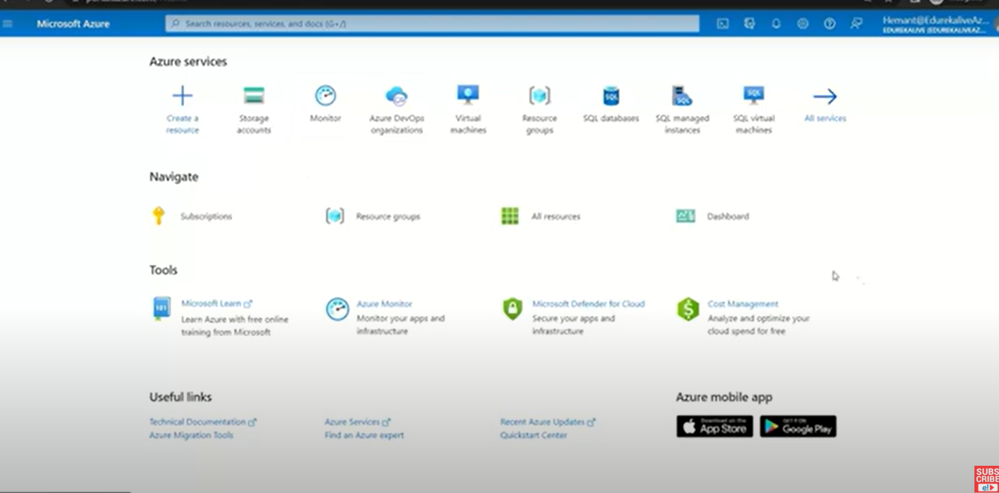 Microsoft Azure
Search resources, services, and docs (G+/)
Hemant@EdurekaliveAz...
EDUREKALIVE (EDUREKALIVEAZ...
Azure services
Create a
resource
Storage
accounts
Monitor
Azure DevOps
organizations
Virtual
machines
Resource
groups
SQL databases
SQL managed
instances
SQL virtual
machines
All services
Navigate
Subscriptions
Resource groups
All resources
Dashboard
Tools
Microsoft Learn
Learn Azure with free online
training from Microsoft
Azure Monitor
Monitor your apps and
infrastructure
Microsoft Defender for Cloud
Secure your apps and
infrastructure
Cost Management
Analyze and optimize your
cloud spend for free
Useful links
Technical Documentation
Azure Migration Tools
Azure Services
Find an Azure expert
Recent Azure Updates
Quickstart Center
Azure mobile app
Download on the
App Store
GET IT ON
Google Play
SUBS
CRIBE
e!